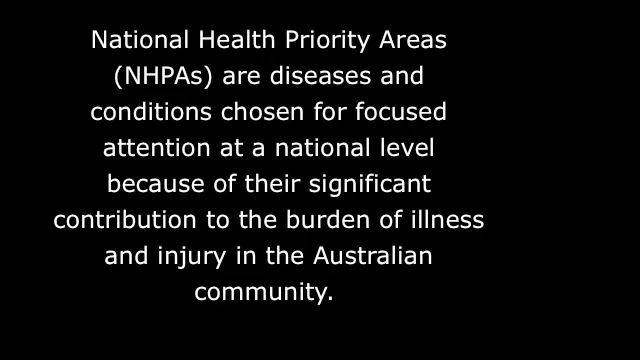 National Health Priority Areas
(NHPAs) are diseases and
conditions chosen for focused
attention at a national level
because of their significant
contribution to the burden of illness
and injury in the Australian
community.